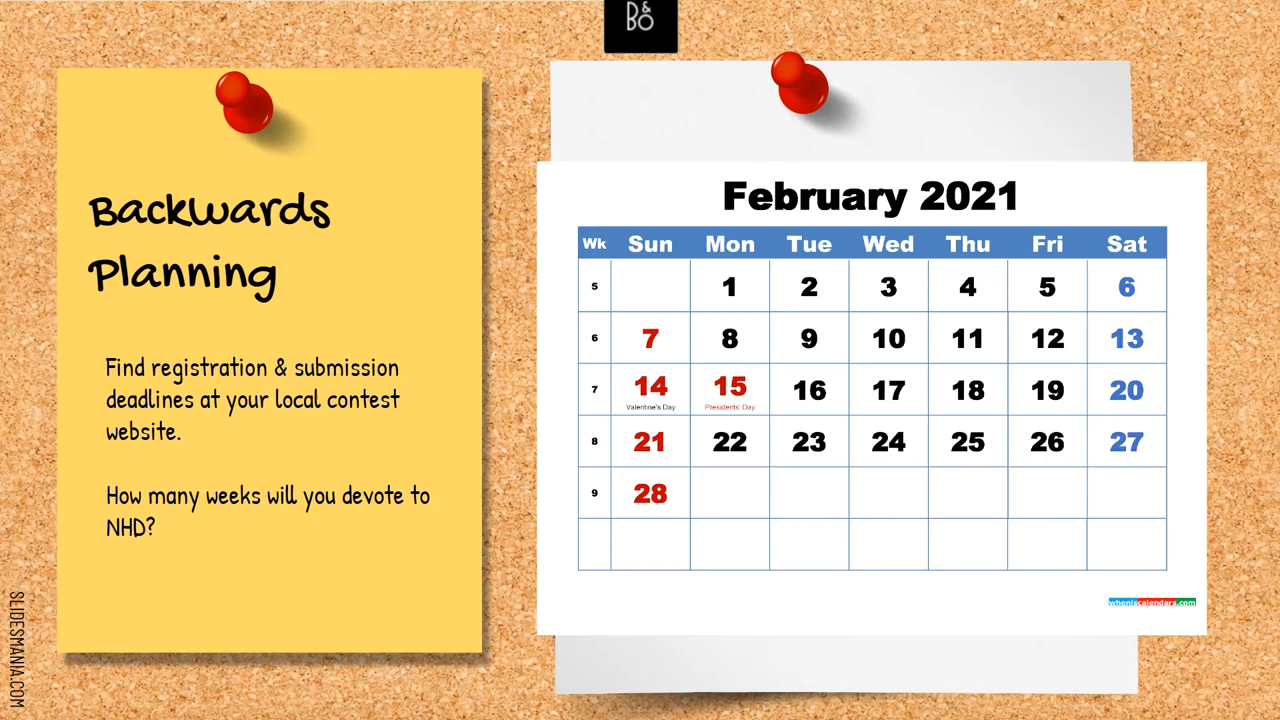 D&
BO
Backwards
Planning
Find registration & submission
deadlines at your local contest
website.
How many weeks will you devote to
NHD?
SLIDESMANIA.COM
February 2021
Wk Sun Mon Tue Wed Thu Fri Sat
5 1 2 3 4 5 6
6 7 8 9 10 11 12 13
7 14 15 16 17 18 19 20
Valentine's Day Presidents' Day
8 21 22 23 24 25 26 27
9 28
wheniscalendars.com